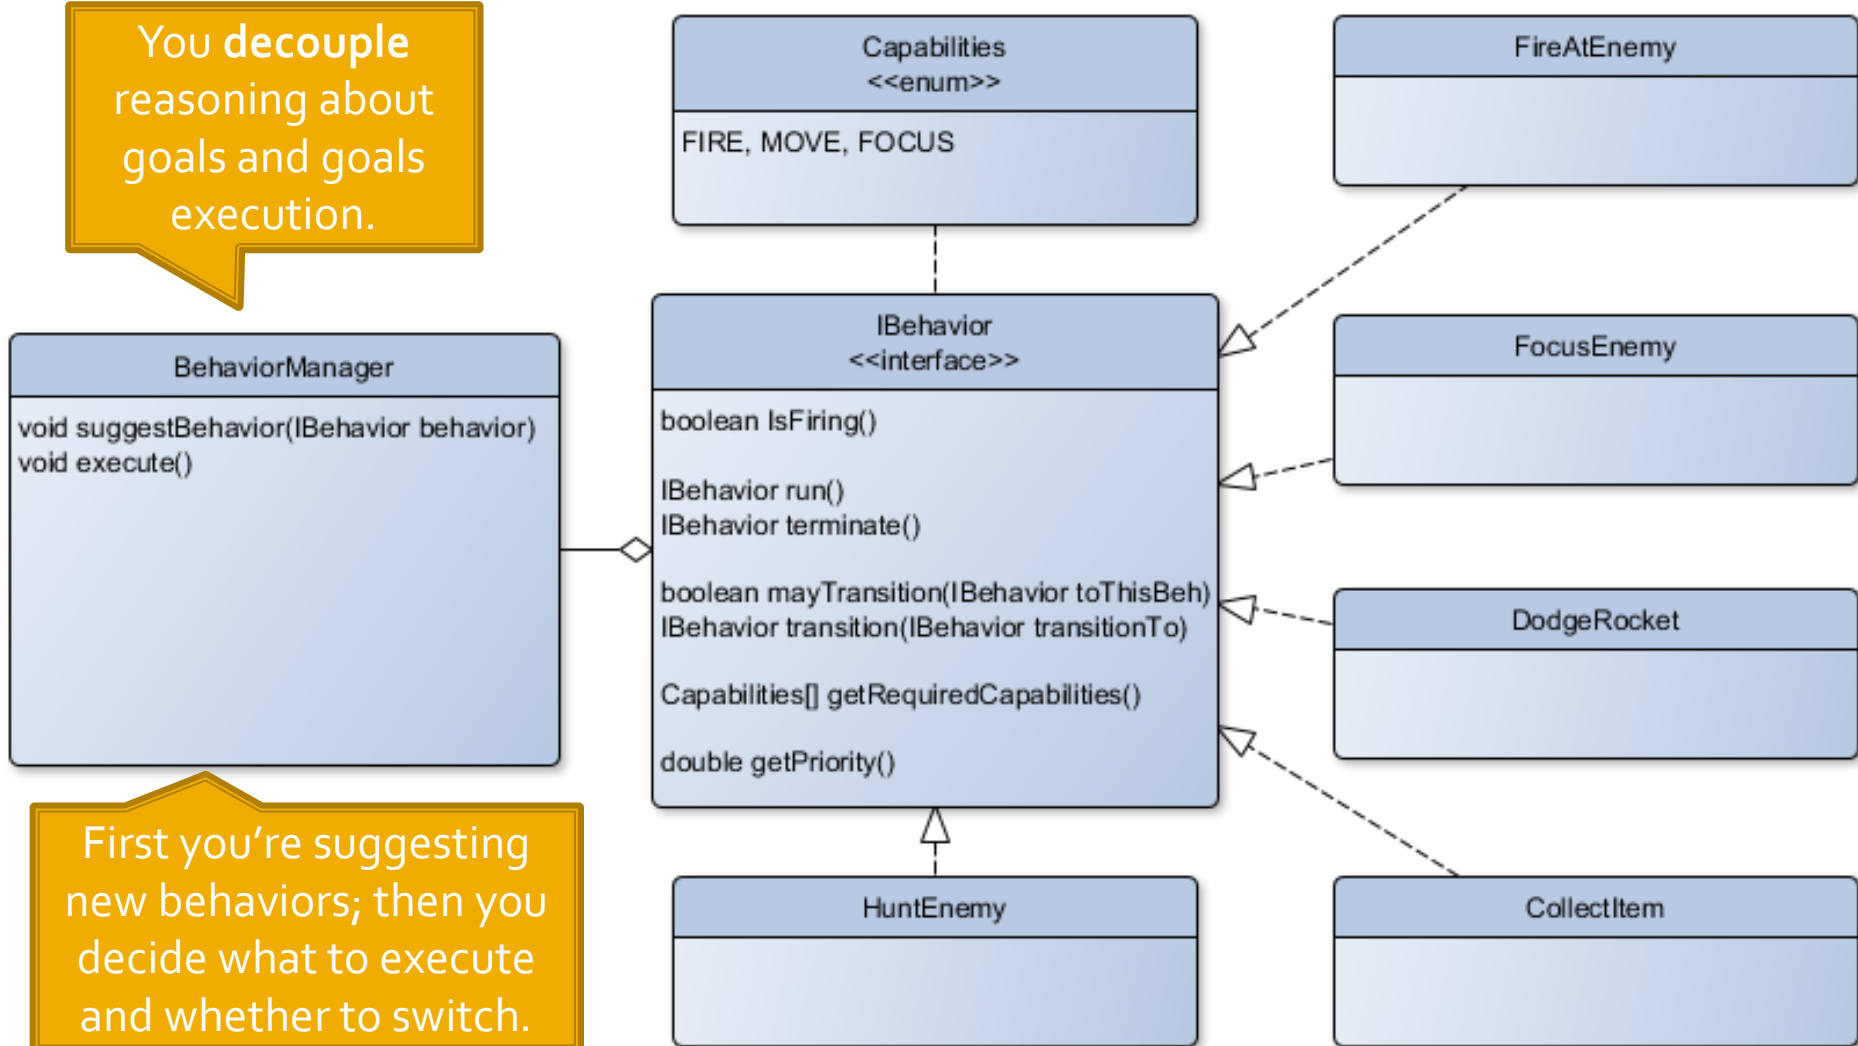 You decouple
reasoning about
goals and goals
execution.
Capabilities
<<enum>>
FIRE, MOVE, FOCUS
FireAtEnemy
BehaviorManager
void suggestBehavior(IBehavior behavior)
void execute()
IBehavior
<<interface>>
boolean IsFiring()
IBehavior run()
IBehavior terminate()
boolean mayTransition(IBehavior toThisBeh)
IBehavior transition(IBehavior transitionTo)
Capabilities[] getRequiredCapabilities()
double getPriority()
FocusEnemy
DodgeRocket
First you’re suggesting
new behaviors; then you
decide what to execute
and whether to switch.
HuntEnemy
CollectItem